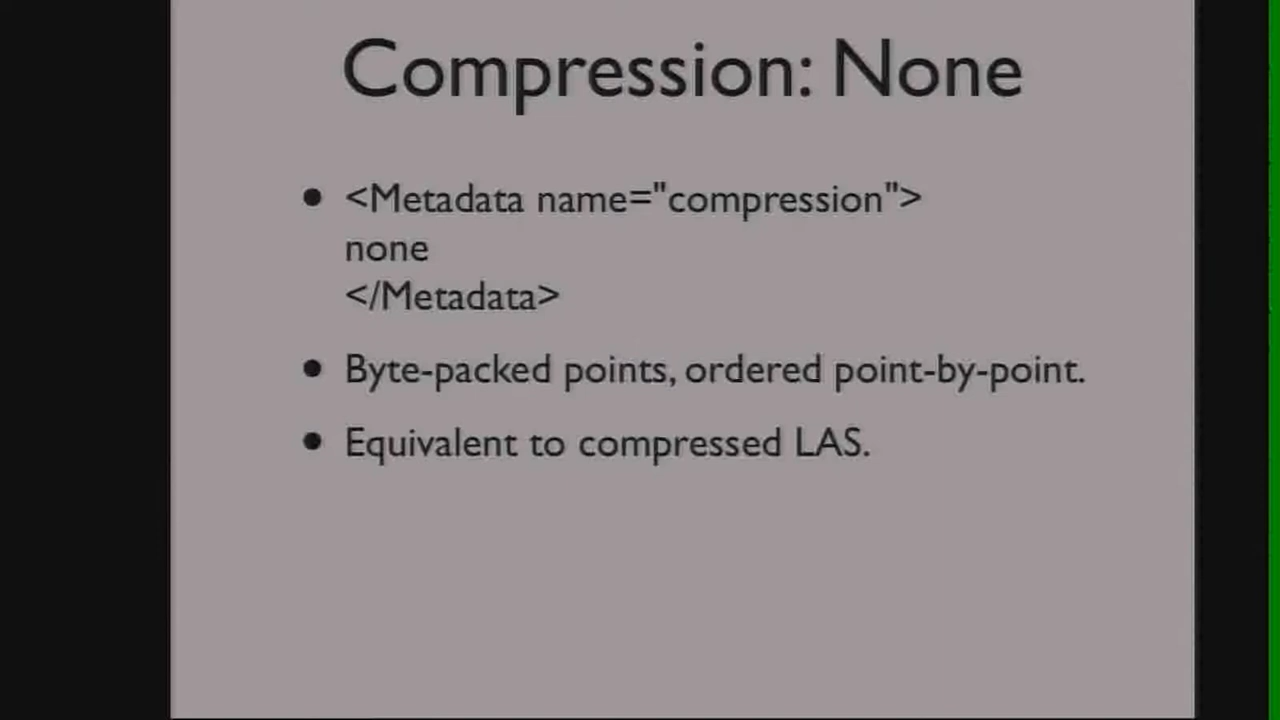 Compression: None
• <Metadata name="compression">
none
</Metadata>
• Byte-packed points, ordered point-by-point.
• Equivalent to compressed LAS.